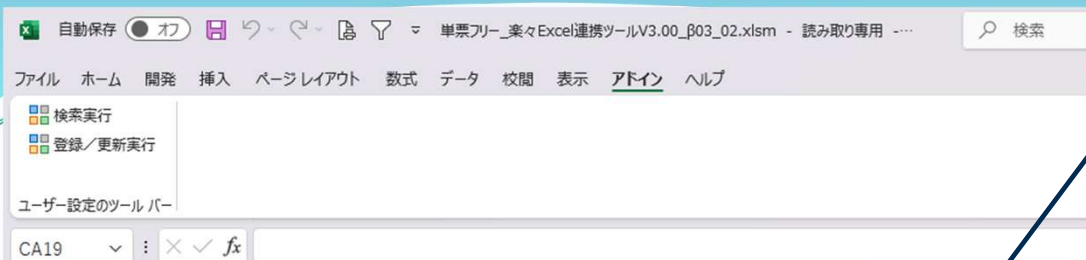 自動保存 オフ 単票フリー_楽々Excel連携ツールV3.00_β03_02.xlsm - 読み取り専用 -… 検索
ファイル ホーム 開発 挿入 ページ レイアウト 数式 データ 校閲 表示 アドイン ヘルプ
検索実行
登録／更新実行
ユーザー設定のツール バー
CA19 fx